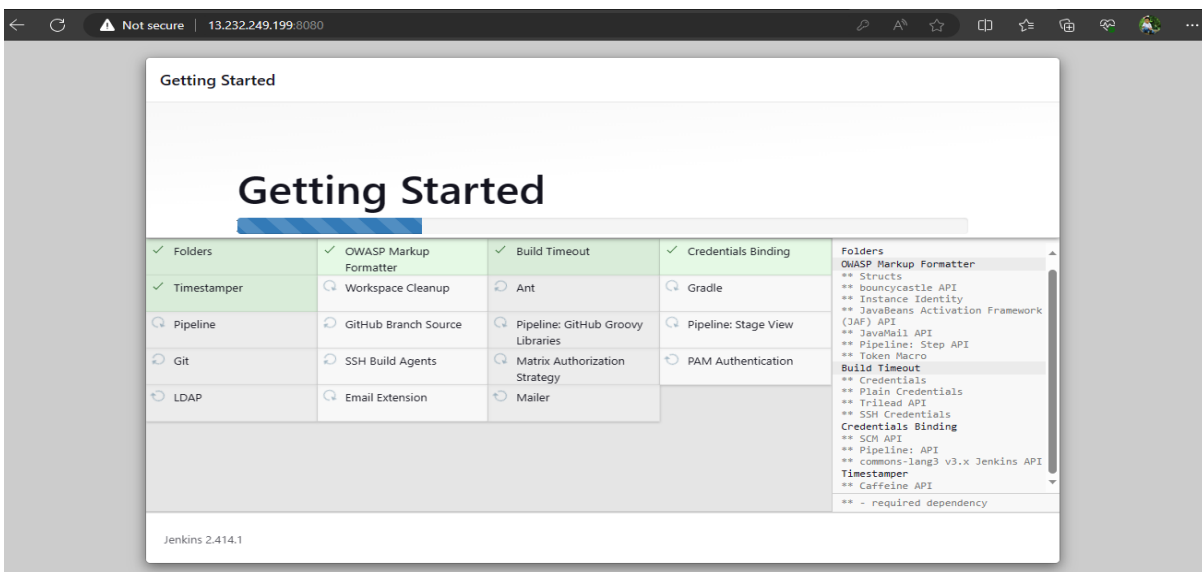 Not secure 13.232.249.199:8080
Getting Started
Getting Started
Folders
OWASP Markup
Formatter
Build Timeout
Credentials Binding
Timestamper
Workspace Cleanup
Ant
Gradle
Pipeline
GitHub Branch Source
Pipeline: GitHub Groovy
Libraries
Pipeline: Stage View
Git
SSH Build Agents
Matrix Authorization
Strategy
PAM Authentication
LDAP
Email Extension
Mailer
Folders
OWASP Markup Formatter
** Structs
** bouncycastle API
** Instance Identity
** JavaBeans Activation Framework
(JAF) API
** JavaMail API
** Pipeline: Step API
** Token Macro
Build Timeout
** Credentials
** Plain Credentials
** Trilead API
** SSH Credentials
Credentials Binding
** SCM API
** Pipeline: API
** commons-lang3 v3.x Jenkins API
Timestamper
** Caffeine API
** - required dependency
Jenkins 2.414.1